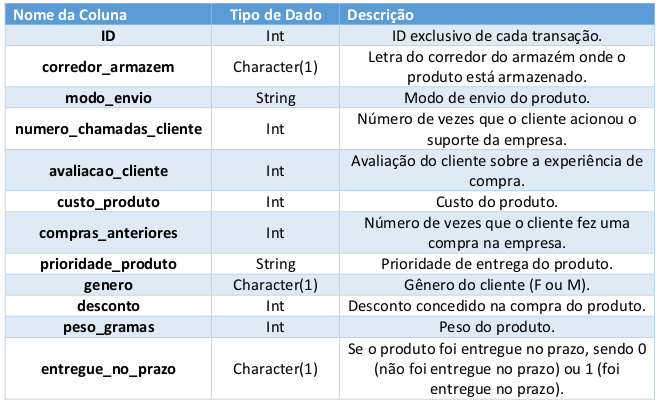 Nome da Coluna Tipo de Dado Descrição
ID Int ID exclusivo de cada transação.
corredor_armazem Character(1) Letra do corredor do armazém onde o
produto está armazenado.
modo_envio String Modo de envio do produto.
numero_chamadas_cliente Int Número de vezes que o cliente acionou o
suporte da empresa.
avaliacao_cliente Int Avaliação do cliente sobre a experiência de
compra.
custo_produto Int Custo do produto.
compras_anteriores Int Número de vezes que o cliente fez uma
compra na empresa.
prioridade_produto String Prioridade de entrega do produto.
genero Character(1) Gênero do cliente (F ou M).
desconto Int Desconto concedido na compra do produto.
peso_gramas Int Peso do produto.
entregue_no_prazo Character(1) Se o produto foi entregue no prazo, sendo 0
(não foi entregue no prazo) ou 1 (foi
entregue no prazo).